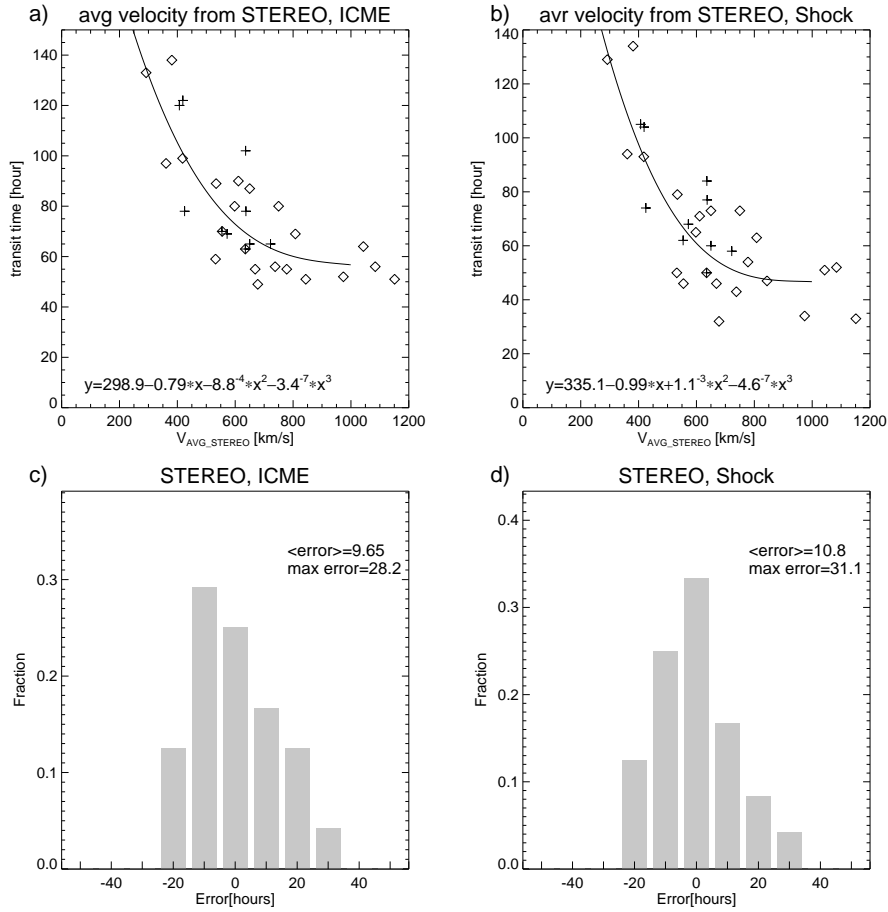 a) avg velocity from STEREO, ICME
150
140
120
100
80
60
40
20
0
transit time [hour]
y=298.9−0.79*x−8.8⁻⁴*x²−3.4⁻⁷*x³
0 200 400 600 800 1000 1200
V_AVG_STEREO [km/s]
b) avr velocity from STEREO, Shock
140
120
100
80
60
40
20
0
transit time [hour]
y=335.1−0.99*x+1.1⁻³*x²−4.6⁻⁷*x³
0 200 400 600 800 1000 1200
V_AVG_STEREO [km/s]
c) STEREO, ICME
<error>=9.65
max error=28.2
0.3
0.2
0.1
0.0
Fraction
-40 -20 0 20 40
Error[hours]
d) STEREO, Shock
<error>=10.8
max error=31.1
0.4
0.3
0.2
0.1
0.0
Fraction
-40 -20 0 20 40
Error[hours]